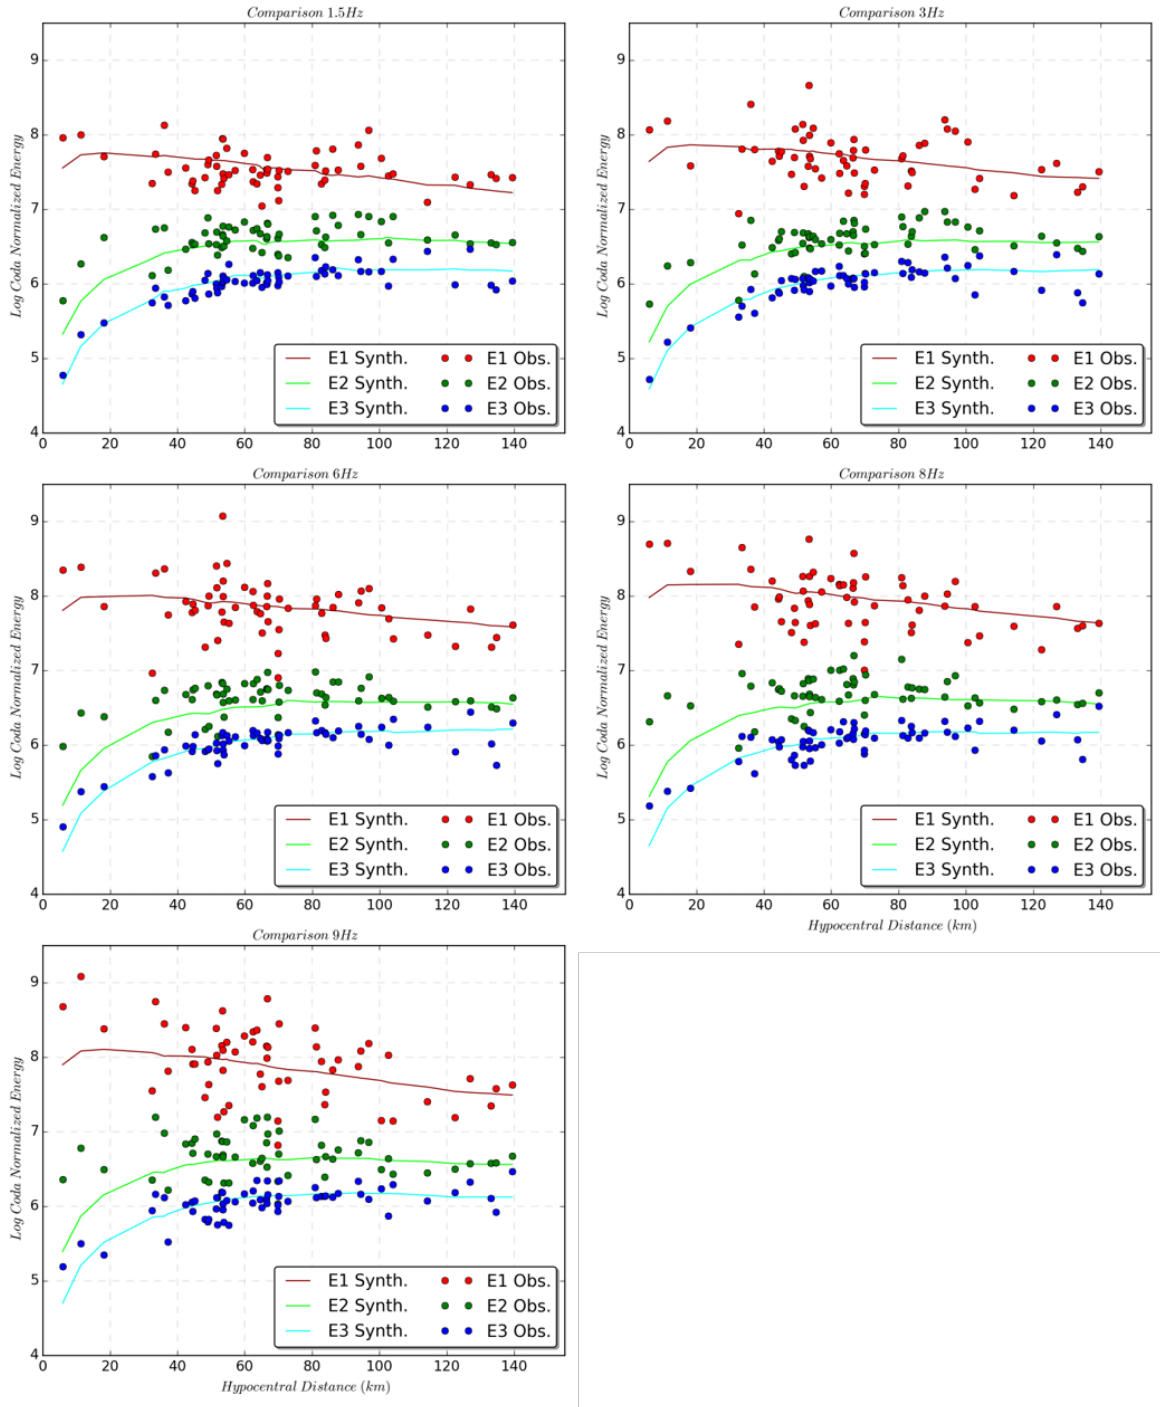 Comparison 1.5Hz
Log Coda Normalized Energy
9
8
7
6
5
4
0 20 40 60 80 100 120 140
E1 Synth. E1 Obs.
E2 Synth. E2 Obs.
E3 Synth. E3 Obs.
Comparison 3Hz
Log Coda Normalized Energy
9
8
7
6
5
4
0 20 40 60 80 100 120 140
E1 Synth. E1 Obs.
E2 Synth. E2 Obs.
E3 Synth. E3 Obs.
Comparison 6Hz
Log Coda Normalized Energy
9
8
7
6
5
4
0 20 40 60 80 100 120 140
E1 Synth. E1 Obs.
E2 Synth. E2 Obs.
E3 Synth. E3 Obs.
Comparison 8Hz
Log Coda Normalized Energy
9
8
7
6
5
4
0 20 40 60 80 100 120 140
E1 Synth. E1 Obs.
E2 Synth. E2 Obs.
E3 Synth. E3 Obs.
Hypocentral Distance (km)
Comparison 9Hz
Log Coda Normalized Energy
9
8
7
6
5
4
0 20 40 60 80 100 120 140
E1 Synth. E1 Obs.
E2 Synth. E2 Obs.
E3 Synth. E3 Obs.
Hypocentral Distance (km)